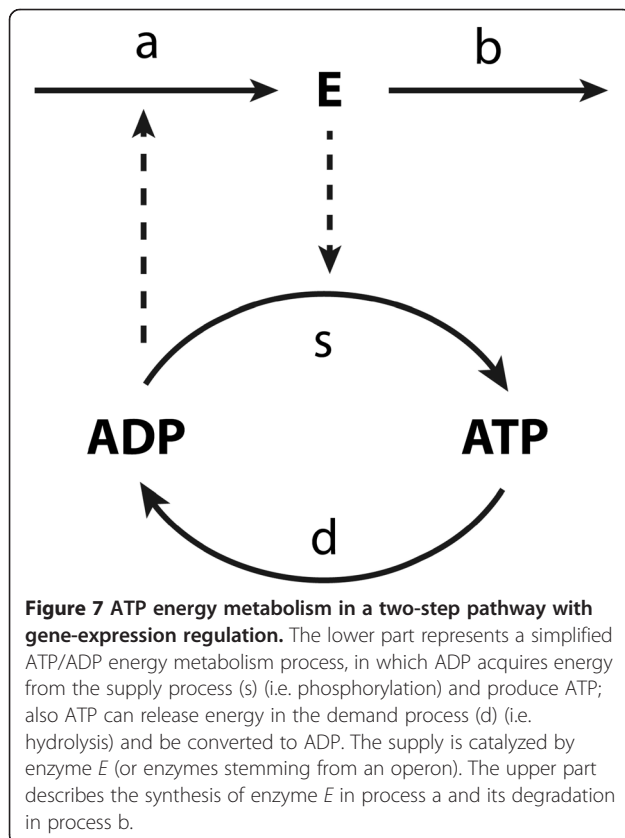 a
b
E
s
ADP
ATP
d
Figure 7 ATP energy metabolism in a two-step pathway with
gene-expression regulation. The lower part represents a simplified
ATP/ADP energy metabolism process, in which ADP acquires energy
from the supply process (s) (i.e. phosphorylation) and produce ATP;
also ATP can release energy in the demand process (d) (i.e.
hydrolysis) and be converted to ADP. The supply is catalyzed by
enzyme E (or enzymes stemming from an operon). The upper part
describes the synthesis of enzyme E in process a and its degradation
in process b.